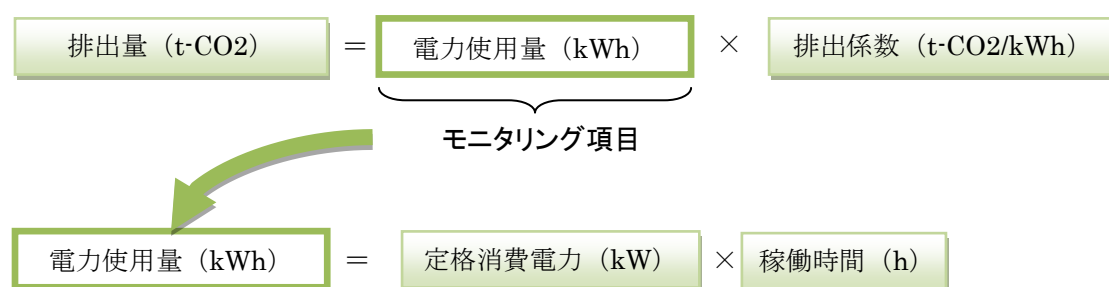 排出量（t-CO2） ＝ 電力使用量（kWh） × 排出係数（t-CO2/kWh）
モニタリング項目
電力使用量（kWh） ＝ 定格消費電力（kW） × 稼働時間（h）